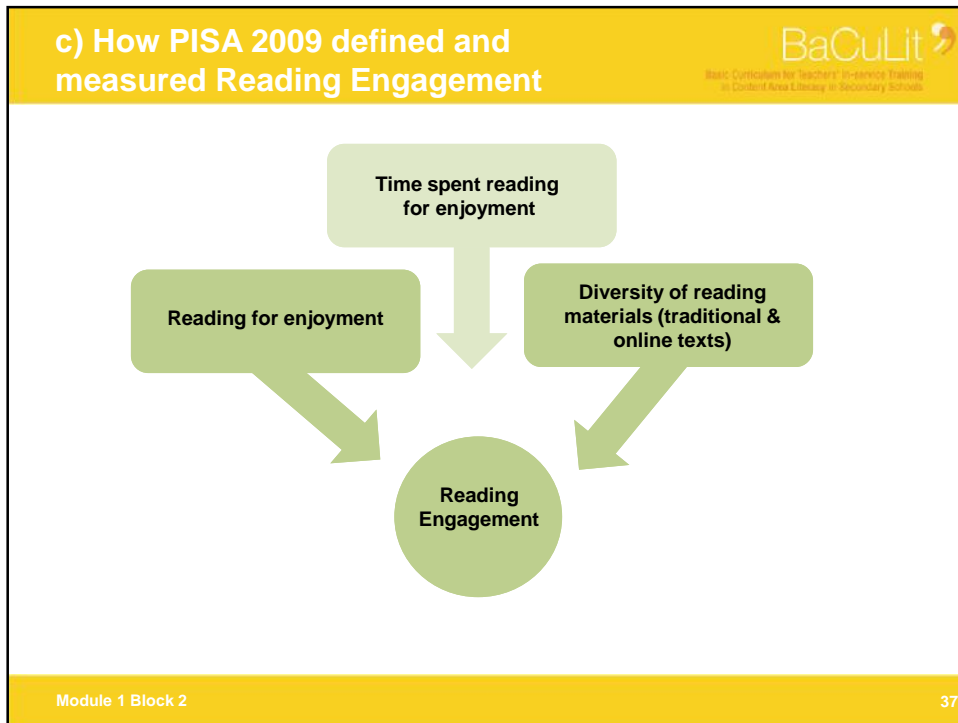 c) How PISA 2009 defined and
measured Reading Engagement
BaCuLit
Basic Curriculum for Teachers' In-service Training
in Content Area Literacy in Secondary Schools
Time spent reading
for enjoyment
Reading for enjoyment
Diversity of reading
materials (traditional &
online texts)
Reading
Engagement
Module 1 Block 2
37